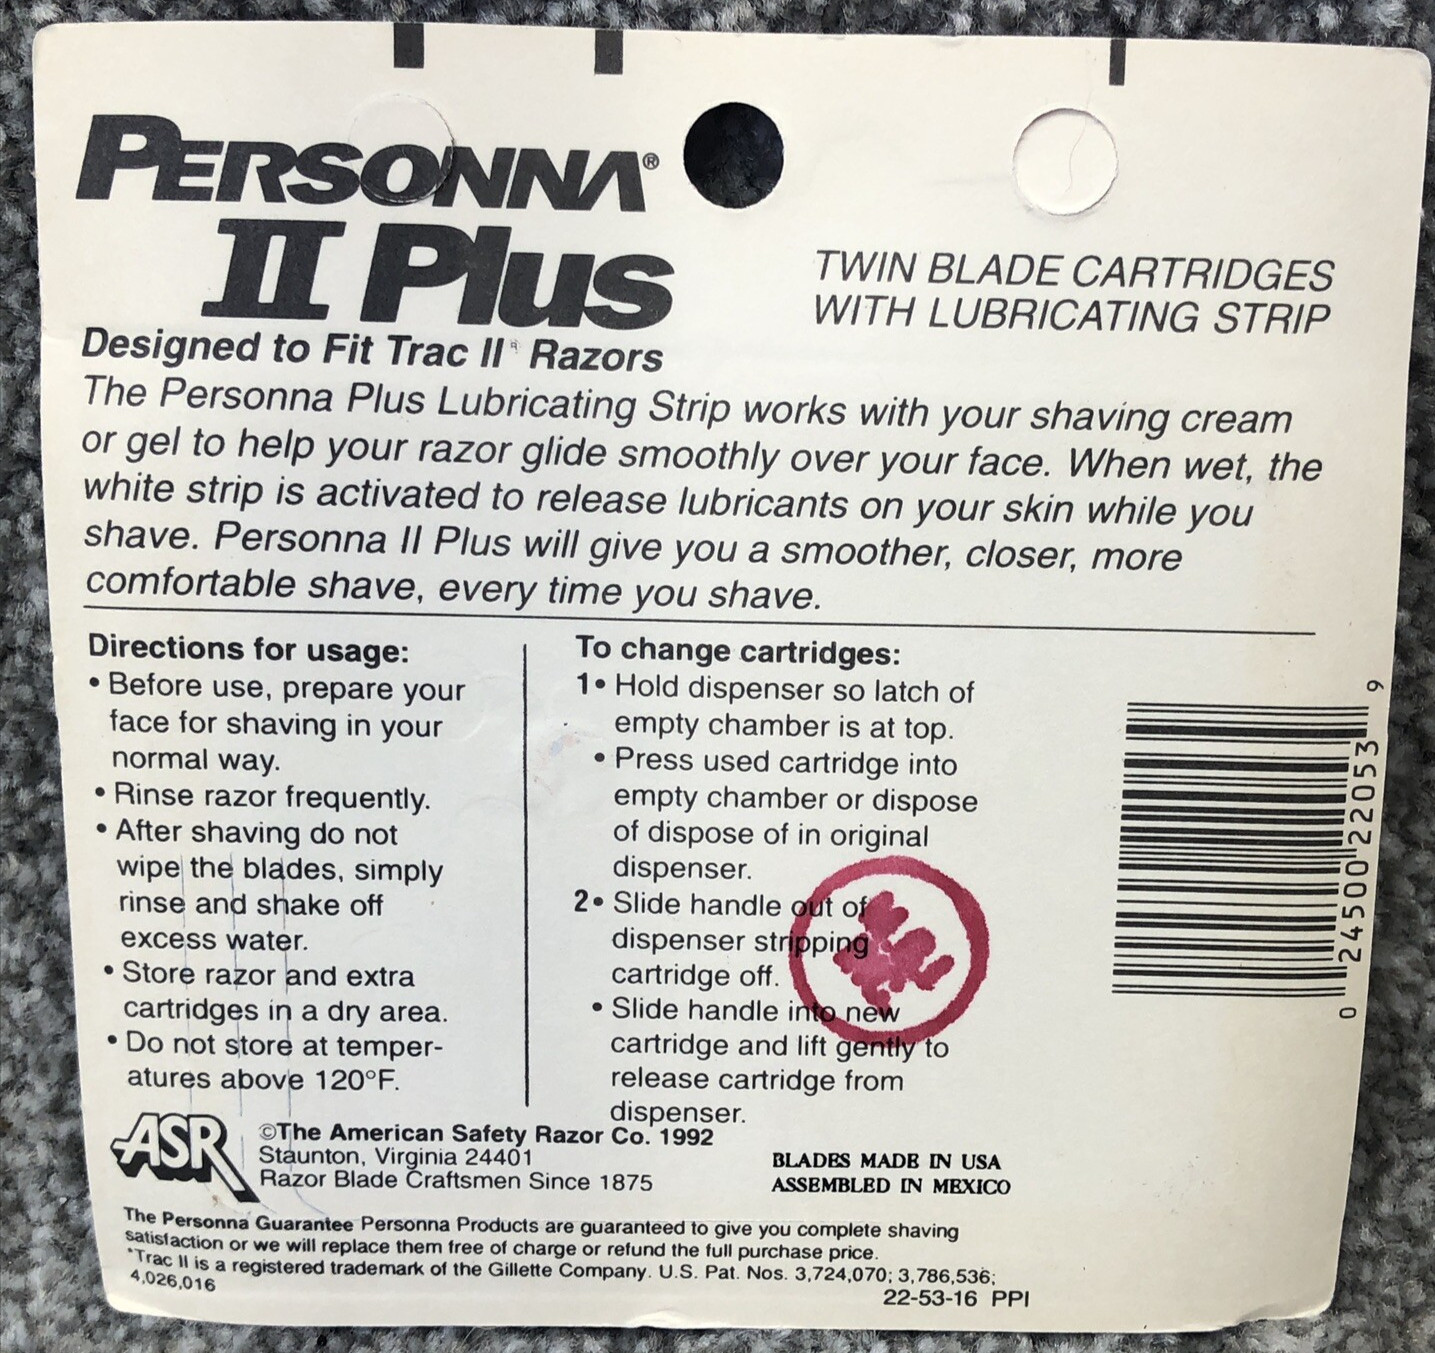 PERSONNA®
II Plus
TWIN BLADE CARTRIDGES
WITH LUBRICATING STRIP
Designed to Fit Trac II* Razors
The Personna Plus Lubricating Strip works with your shaving cream
or gel to help your razor glide smoothly over your face. When wet, the
white strip is activated to release lubricants on your skin while you
shave. Personna II Plus will give you a smoother, closer, more
comfortable shave, every time you shave.
Directions for usage:
• Before use, prepare your
face for shaving in your
normal way.
• Rinse razor frequently.
• After shaving do not
wipe the blades, simply
rinse and shake off
excess water.
• Store razor and extra
cartridges in a dry area.
• Do not store at temper-
atures above 120°F.
To change cartridges:
1• Hold dispenser so latch of
empty chamber is at top.
• Press used cartridge into
empty chamber or dispose
of dispose of in original
dispenser.
2• Slide handle out of
dispenser stripping
cartridge off.
• Slide handle into new
cartridge and lift gently to
release cartridge from
dispenser.
0 24500 22053 9
ASR
©The American Safety Razor Co. 1992
Staunton, Virginia 24401
Razor Blade Craftsmen Since 1875
BLADES MADE IN USA
ASSEMBLED IN MEXICO
The Personna Guarantee Personna Products are guaranteed to give you complete shaving
satisfaction or we will replace them free of charge or refund the full purchase price.
*Trac II is a registered trademark of the Gillette Company. U.S. Pat. Nos. 3,724,070; 3,786,536;
4,026,016
22-53-16 PPI